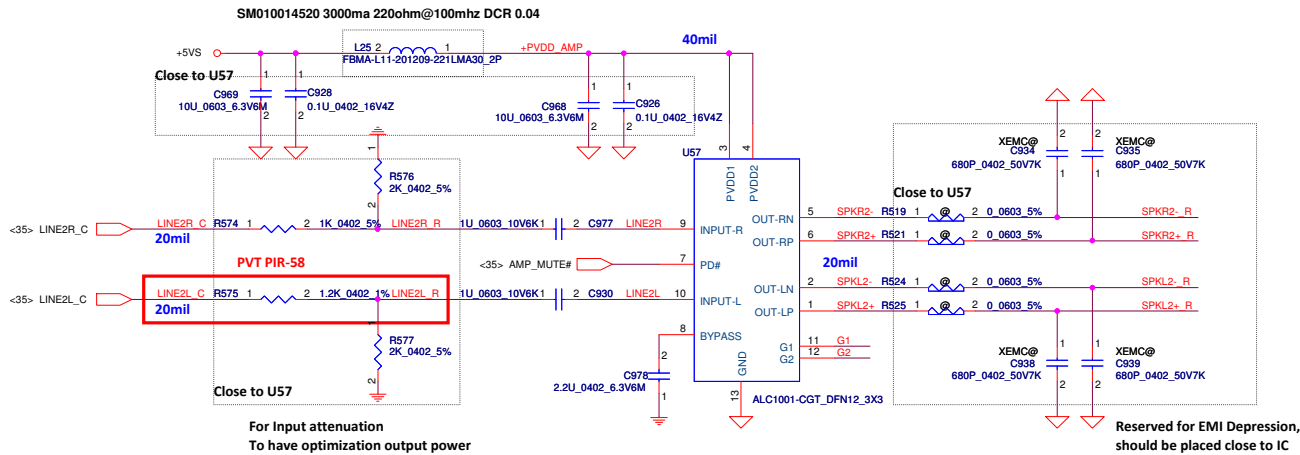 SM010014520 3000ma 220ohm@100mhz DCR 0.04
+5VS
L25 2 1
FBMA-L11-201209-221LMA30_2P
+PVDD_AMP
40mil
Close to U57
1
C969
10U_0603_6.3V6M
2
1
C928
0.1U_0402_16V4Z
2
1
C968
10U_0603_6.3V6M
2
1
C926
0.1U_0402_16V4Z
2
1
R576
2K_0402_5%
2
<35> LINE2R_C
LINE2R_C R574 1 2 1K_0402_5% LINE2R_R 1U_0603_10V6K 1 2 C977 LINE2R
20mil
PVT PIR-58
<35> AMP_MUTE#
<35> LINE2L_C
LINE2L_C R575 1 2 1.2K_0402_1% LINE2L_R 1U_0603_10V6K 1 2 C930 LINE2L
20mil
1
R577
2K_0402_5%
2
Close to U57
For Input attenuation
To have optimization output power
2
C978
2.2U_0402_6.3V6M
1
U57
3 4
PVDD1 PVDD2
9 INPUT-R
7 PD#
10 INPUT-L
8 BYPASS
GND
13
OUT-RN 5
OUT-RP 6
OUT-LN 2
OUT-LP 1
G1 11 G1
G2 12 G2
ALC1001-CGT_DFN12_3X3
Close to U57
SPKR2- R519 1 @ 2 0_0603_5% SPKR2-_R
SPKR2+ R521 1 @ 2 0_0603_5% SPKR2+_R
20mil
SPKL2- R524 1 @ 2 0_0603_5% SPKL2-_R
SPKL2+ R525 1 @ 2 0_0603_5% SPKL2+_R
2
XEMC@
C934
680P_0402_50V7K
1
2
XEMC@
C935
680P_0402_50V7K
1
1
XEMC@
C938
680P_0402_50V7K
2
1
XEMC@
C939
680P_0402_50V7K
2
Reserved for EMI Depression,
should be placed close to IC